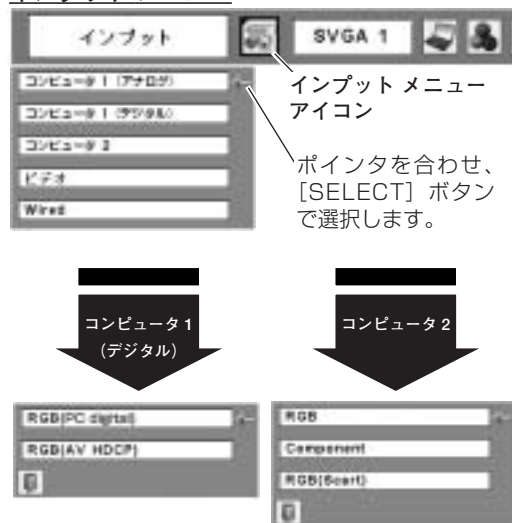 インプット
SVGA 1
コンピュータ 1 (アナログ)
コンピュータ 1 (デジタル)
コンピュータ 2
ビデオ
Wired
インプット メニュー
アイコン
ポインタを合わせ、
［SELECT］ボタン
で選択します。
コンピュータ 1
(デジタル)
コンピュータ 2
RGB(PC digital)
RGB(AV HDCP)
RGB
Component
RGB(Scart)